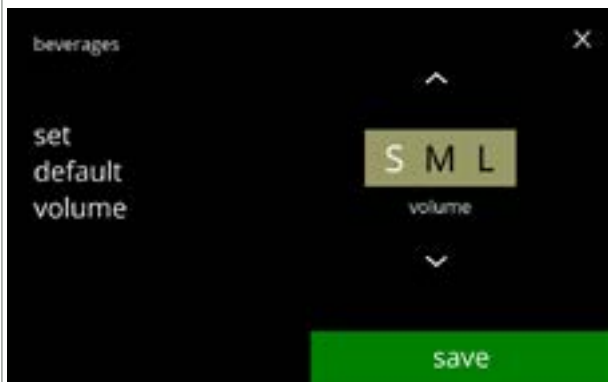 beverages
set
default
volume
S M L
volume
save